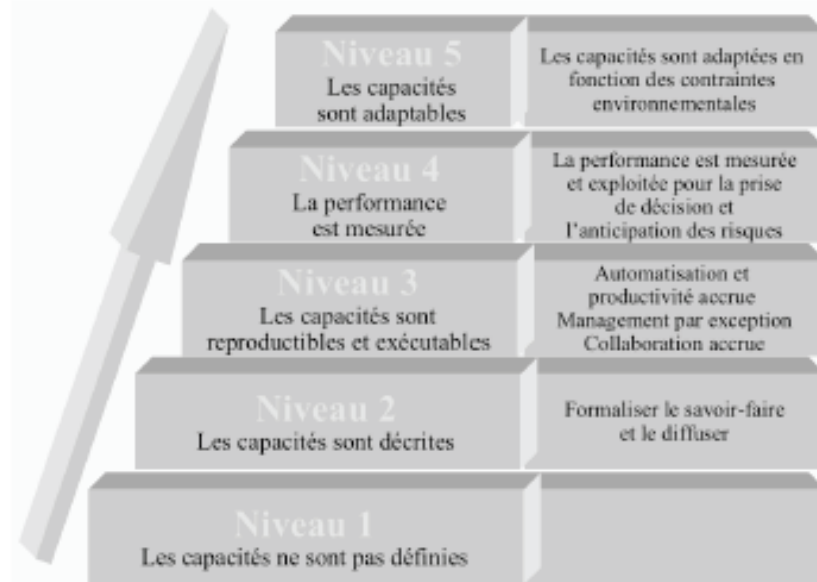 Niveau 5
Les capacités
sont adaptables
Les capacités sont adaptées en
fonction des contraintes
environnementales
Niveau 4
La performance
est mesurée
La performance est mesurée
et exploitée pour la prise
de décision et
l'anticipation des risques
Niveau 3
Les capacités sont
reproductibles et exécutables
Automatisation et
productivité accrue
Management par exception
Collaboration accrue
Niveau 2
Les capacités sont décrites
Formaliser le savoir-faire
et le diffuser
Niveau 1
Les capacités ne sont pas définies